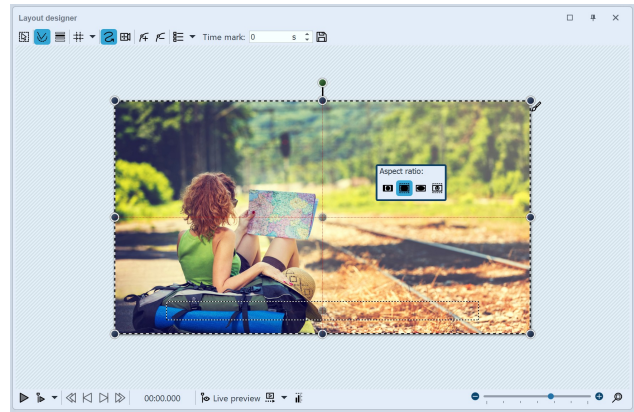 Layout designer
Time mark: 0 s
Aspect ratio:
00:00.000 Live preview